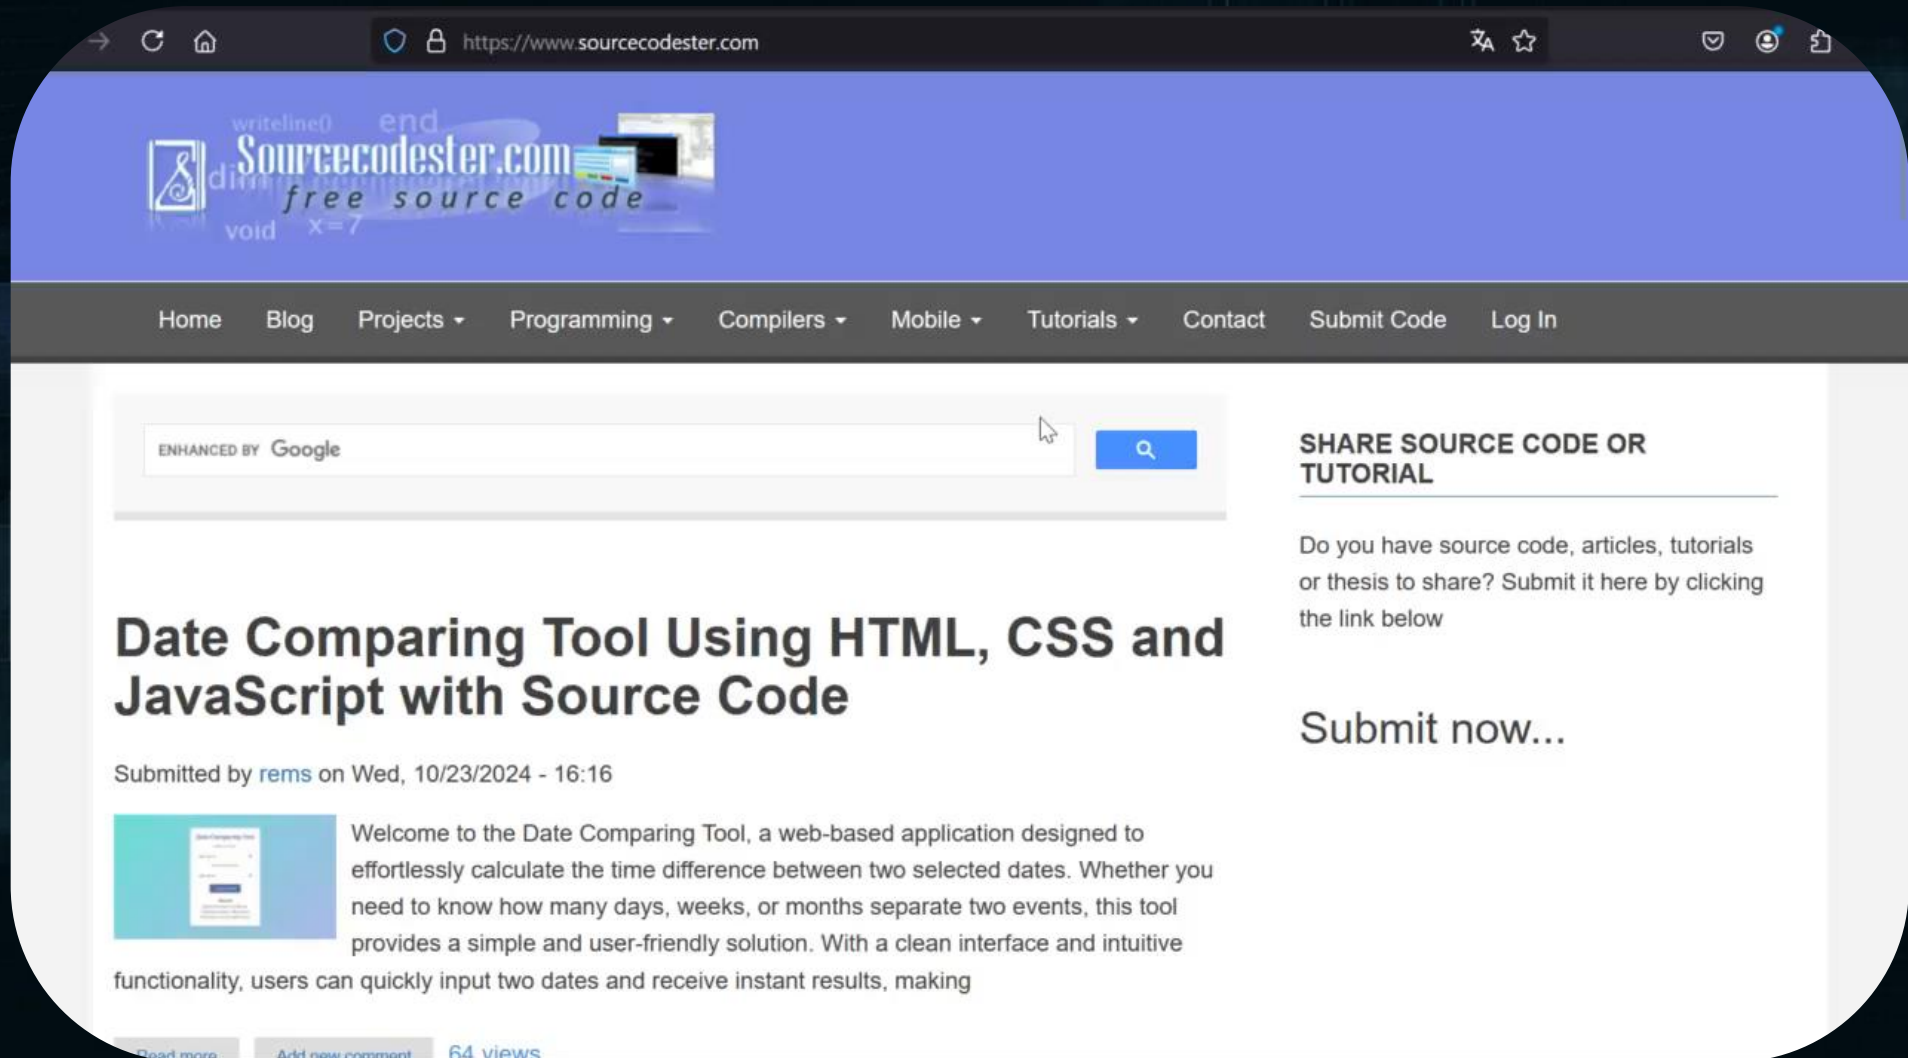 https://www.sourcecodester.com
writeline() end
Sourcecodester.com
dim
free source code
void x=7
Home Blog Projects Programming Compilers Mobile Tutorials Contact Submit Code Log In
ENHANCED BY Google
Date Comparing Tool Using HTML, CSS and
JavaScript with Source Code
Submitted by rems on Wed, 10/23/2024 - 16:16
Welcome to the Date Comparing Tool, a web-based application designed to
effortlessly calculate the time difference between two selected dates. Whether you
need to know how many days, weeks, or months separate two events, this tool
provides a simple and user-friendly solution. With a clean interface and intuitive
functionality, users can quickly input two dates and receive instant results, making
Read more Add new comment 64 views
SHARE SOURCE CODE OR
TUTORIAL
Do you have source code, articles, tutorials
or thesis to share? Submit it here by clicking
the link below
Submit now...